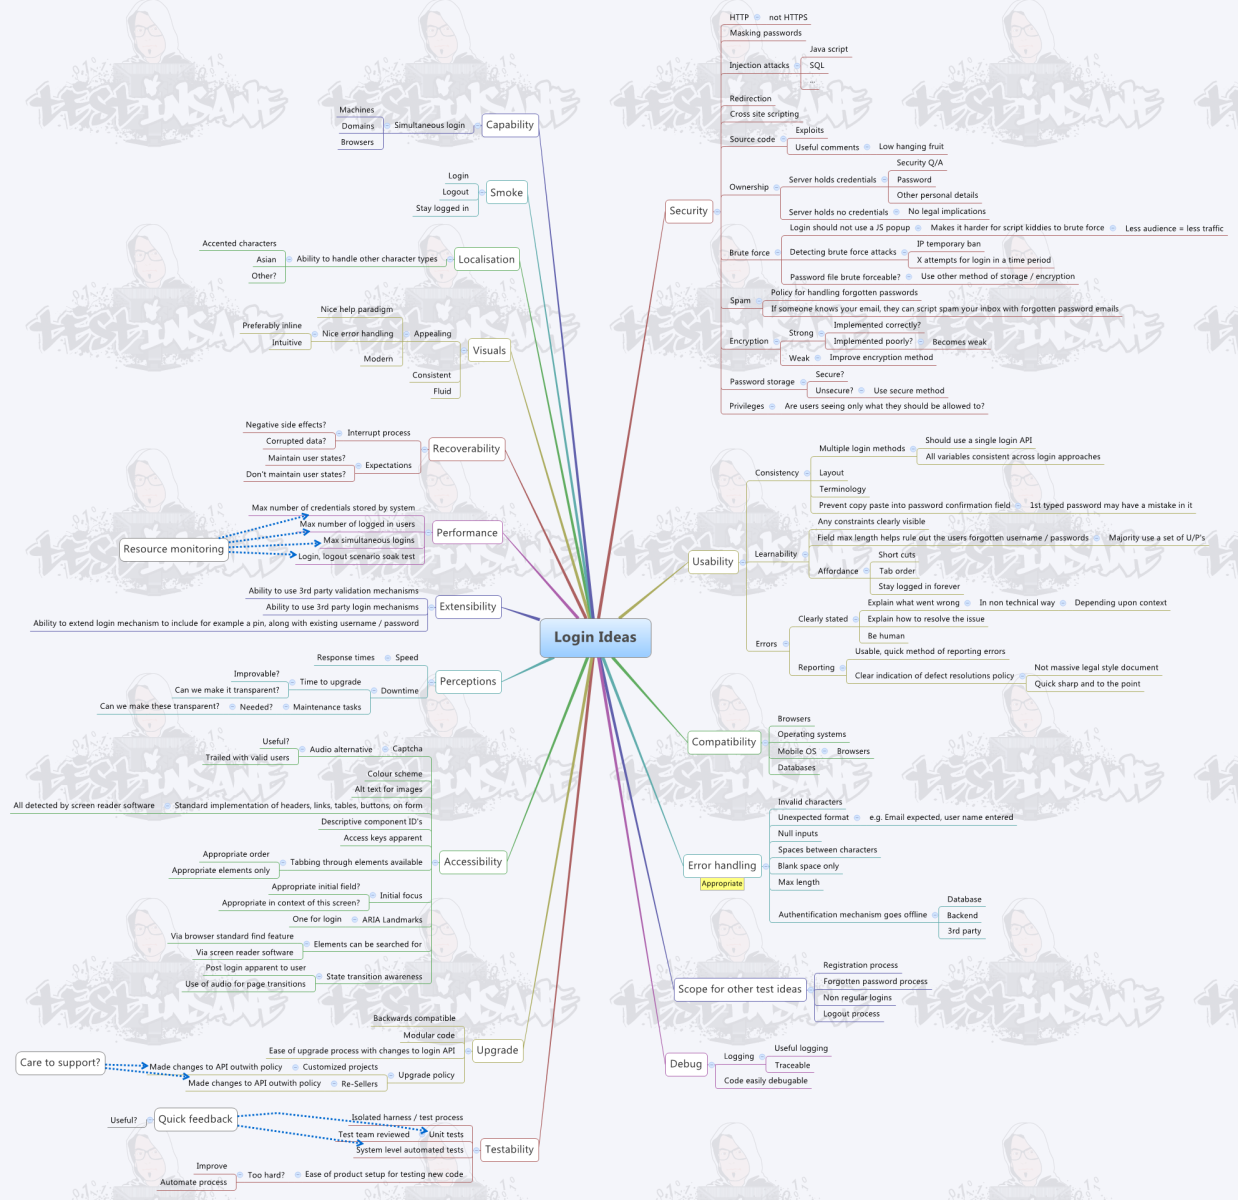 Login Ideas
Capability
Simultaneous login
Machines
Domains
Browsers
Smoke
Login
Logout
Stay logged in
Localisation
Ability to handle other character types
Accented characters
Asian
Other?
Visuals
Appealing
Nice help paradigm
Nice error handling
Preferably inline
Intuitive
Modern
Consistent
Fluid
Recoverability
Interrupt process
Negative side effects?
Corrupted data?
Expectations
Maintain user states?
Don't maintain user states?
Performance
Max number of credentials stored by system
Max number of logged in users
Max simultaneous logins
Login, logout scenario soak test
Resource monitoring
Extensibility
Ability to use 3rd party validation mechanisms
Ability to use 3rd party login mechanisms
Ability to extend login mechanism to include for example a pin, along with existing username / password
Perceptions
Speed
Response times
Downtime
Time to upgrade
Improvable?
Can we make it transparent?
Maintenance tasks
Needed?
Can we make these transparent?
Accessibility
Captcha
Audio alternative
Useful?
Trailed with valid users
Colour scheme
Alt text for images
Standard implementation of headers, links, tables, buttons, on form
All detected by screen reader software
Descriptive component ID's
Access keys apparent
Tabbing through elements available
Appropriate order
Appropriate elements only
Initial focus
Appropriate initial field?
Appropriate in context of this screen?
ARIA Landmarks
One for login
Elements can be searched for
Via browser standard find feature
Via screen reader software
State transition awareness
Post login apparent to user
Use of audio for page transitions
Upgrade
Backwards compatible
Modular code
Ease of upgrade process with changes to login API
Upgrade policy
Customized projects
Made changes to API outwith policy
Re-Sellers
Made changes to API outwith policy
Care to support?
Testability
Isolated harness / test process
Unit tests
Test team reviewed
System level automated tests
Ease of product setup for testing new code
Too hard?
Improve
Automate process
Quick feedback
Useful?
Security
HTTP
not HTTPS
Masking passwords
Injection attacks
Java script
SQL
...
Redirection
Cross site scripting
Source code
Exploits
Useful comments
Low hanging fruit
Ownership
Server holds credentials
Security Q/A
Password
Other personal details
Server holds no credentials
No legal implications
Brute force
Login should not use a JS popup
Makes it harder for script kiddies to brute force
Less audience = less traffic
Detecting brute force attacks
IP temporary ban
X attempts for login in a time period
Password file brute forceable?
Use other method of storage / encryption
Spam
Policy for handling forgotten passwords
If someone knows your email, they can script spam your inbox with forgotten password emails
Encryption
Strong
Implemented correctly?
Implemented poorly?
Becomes weak
Weak
Improve encryption method
Password storage
Secure?
Unsecure?
Use secure method
Privileges
Are users seeing only what they should be allowed to?
Usability
Consistency
Multiple login methods
Should use a single login API
All variables consistent across login approaches
Layout
Terminology
Prevent copy paste into password confirmation field
1st typed password may have a mistake in it
Learnability
Any constraints clearly visible
Field max length helps rule out the users forgotten username / passwords
Majority use a set of U/P's
Affordance
Short cuts
Tab order
Stay logged in forever
Errors
Clearly stated
Explain what went wrong
In non technical way
Depending upon context
Explain how to resolve the issue
Be human
Reporting
Usable, quick method of reporting errors
Clear indication of defect resolutions policy
Not massive legal style document
Quick sharp and to the point
Compatibility
Browsers
Operating systems
Mobile OS
Browsers
Databases
Error handling
Appropriate
Invalid characters
Unexpected format
e.g. Email expected, user name entered
Null inputs
Spaces between characters
Blank space only
Max length
Authentification mechanism goes offline
Database
Backend
3rd party
Scope for other test ideas
Registration process
Forgotten password process
Non regular logins
Logout process
Debug
Logging
Useful logging
Traceable
Code easily debugable
TEST INSANE